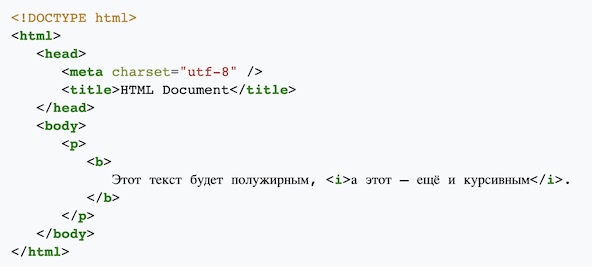 <!DOCTYPE html>
<html>
<head>
<meta charset="utf-8" />
<title>HTML Document</title>
</head>
<body>
<p>
<b>
Этот текст будет полужирным, <i>а этот — ещё и курсивным</i>.
</b>
</p>
</body>
</html>